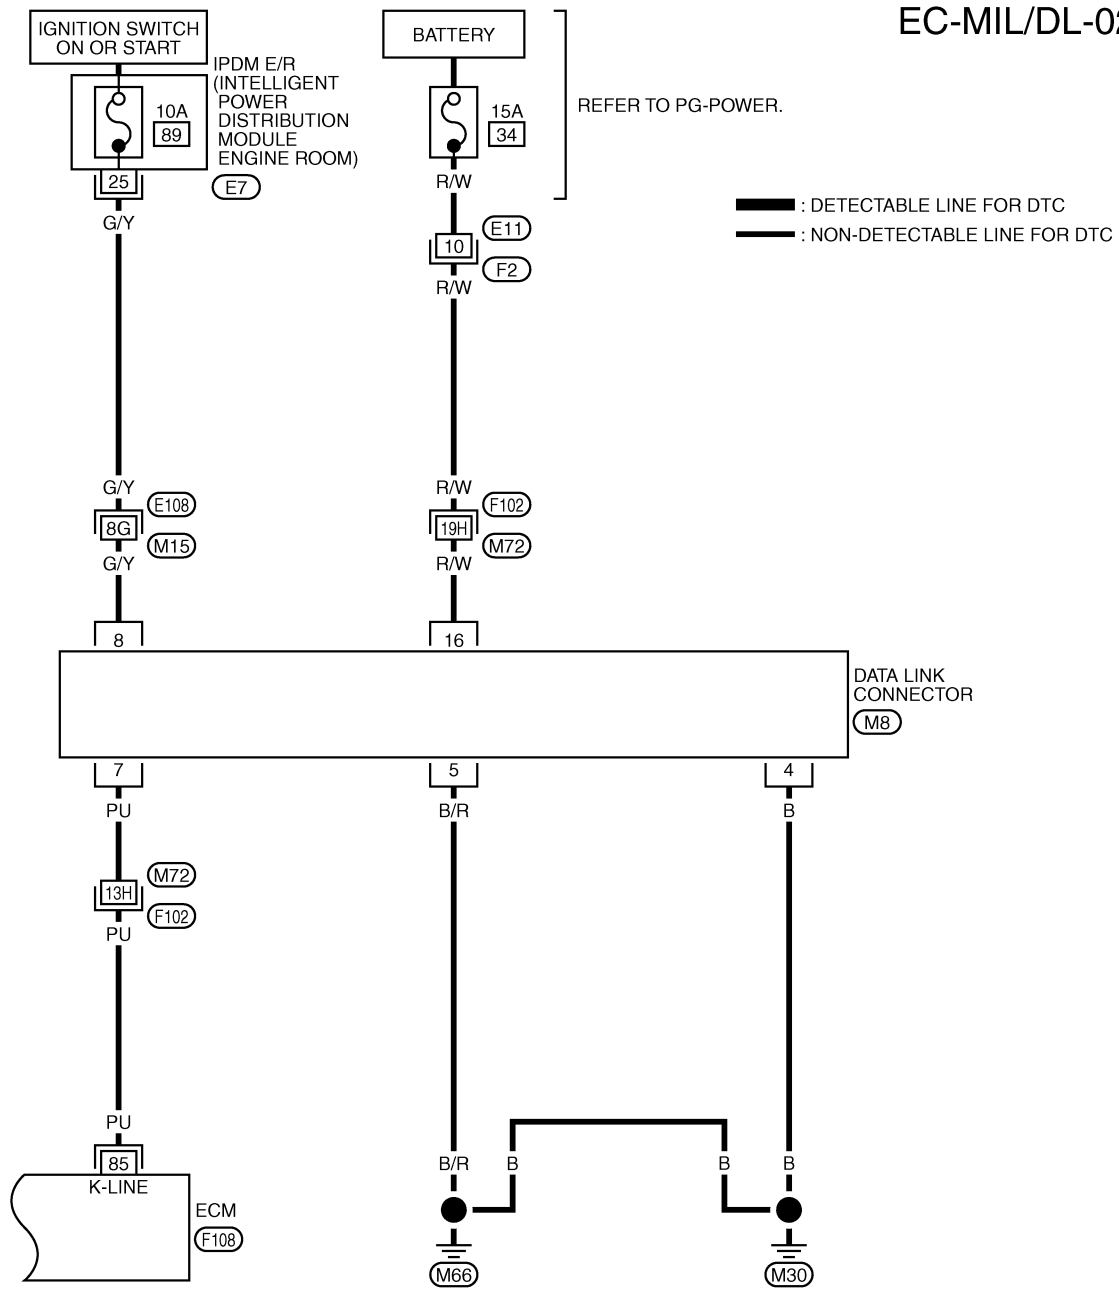 EC-MIL/DL-02
IGNITION SWITCH
ON OR START
BATTERY
IPDM E/R
(INTELLIGENT
POWER
DISTRIBUTION
MODULE
ENGINE ROOM)
10A
89
15A
34
REFER TO PG-POWER.
25
E7
R/W
G/Y
: DETECTABLE LINE FOR DTC
: NON-DETECTABLE LINE FOR DTC
E11
10
F2
R/W
G/Y
R/W
E108
F102
8G
19H
M15
M72
G/Y
R/W
8
16
DATA LINK
CONNECTOR
M8
7
5
4
PU
B/R
B
M72
13H
F102
PU
PU
85
K-LINE
B/R
B
B
B
ECM
F108
M66
M30